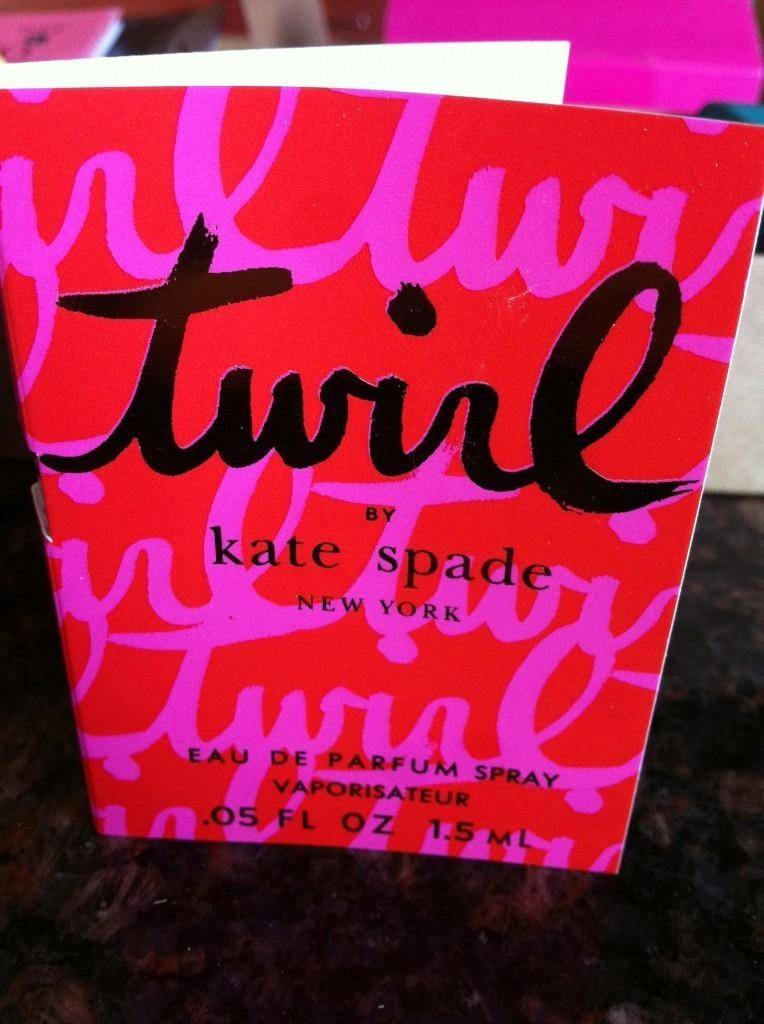 twirl
BY
kate spade
NEW YORK
EAU DE PARFUM SPRAY
VAPORISATEUR
.05 FL OZ 1.5 ML